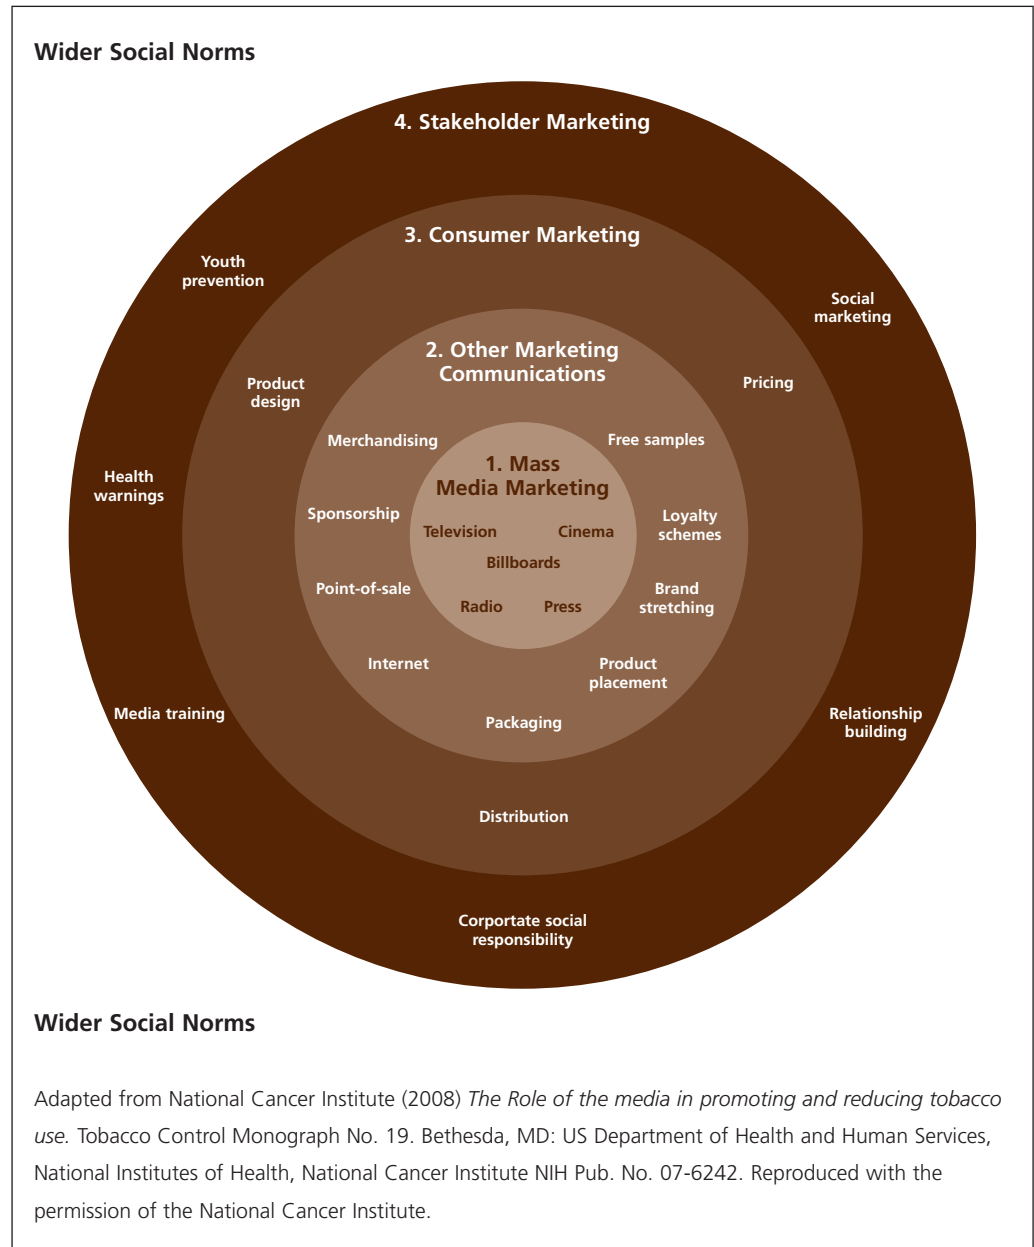 Wider Social Norms
4. Stakeholder Marketing
3. Consumer Marketing
Youth
prevention
Social
marketing
2. Other Marketing
Communications
Product
design
Pricing
Merchandising
Free samples
1. Mass
Media Marketing
Health
warnings
Sponsorship
Loyalty
schemes
Television
Cinema
Billboards
Point-of-sale
Brand
stretching
Radio
Press
Internet
Product
placement
Media training
Packaging
Relationship
building
Distribution
Corportate social
responsibility
Wider Social Norms
Adapted from National Cancer Institute (2008) The Role of the media in promoting and reducing tobacco
use. Tobacco Control Monograph No. 19. Bethesda, MD: US Department of Health and Human Services,
National Institutes of Health, National Cancer Institute NIH Pub. No. 07-6242. Reproduced with the
permission of the National Cancer Institute.